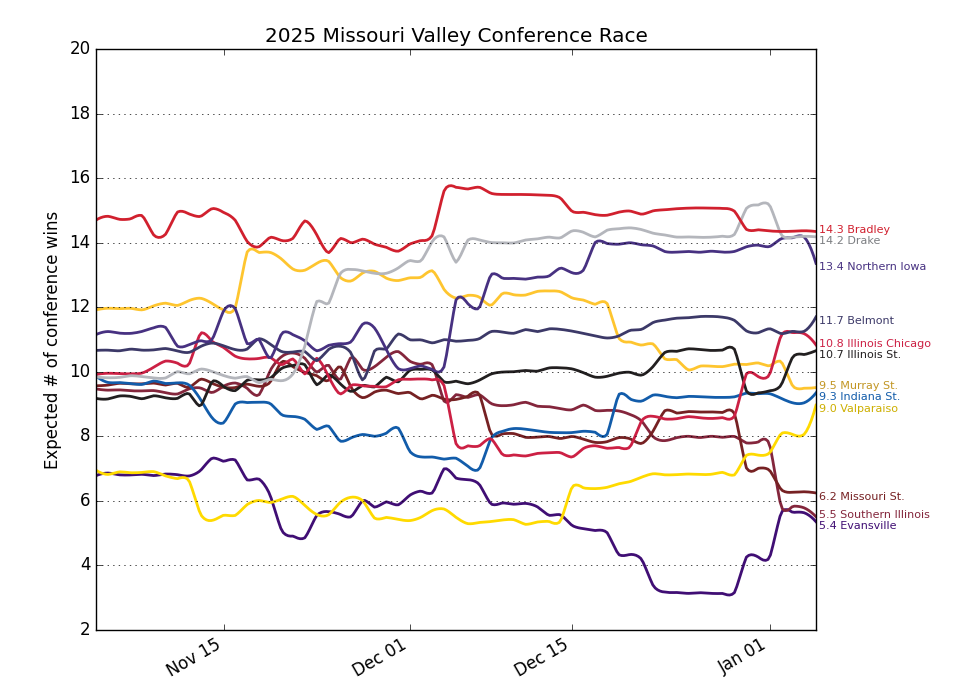 2025 Missouri Valley Conference Race
Expected # of conference wins
20
18
16
14
12
10
8
6
4
2
Nov 15
Dec 01
Dec 15
Jan 01
14.3 Bradley
14.2 Drake
13.4 Northern Iowa
11.7 Belmont
10.8 Illinois Chicago
10.7 Illinois St.
9.5 Murray St.
9.3 Indiana St.
9.0 Valparaiso
6.2 Missouri St.
5.5 Southern Illinois
5.4 Evansville